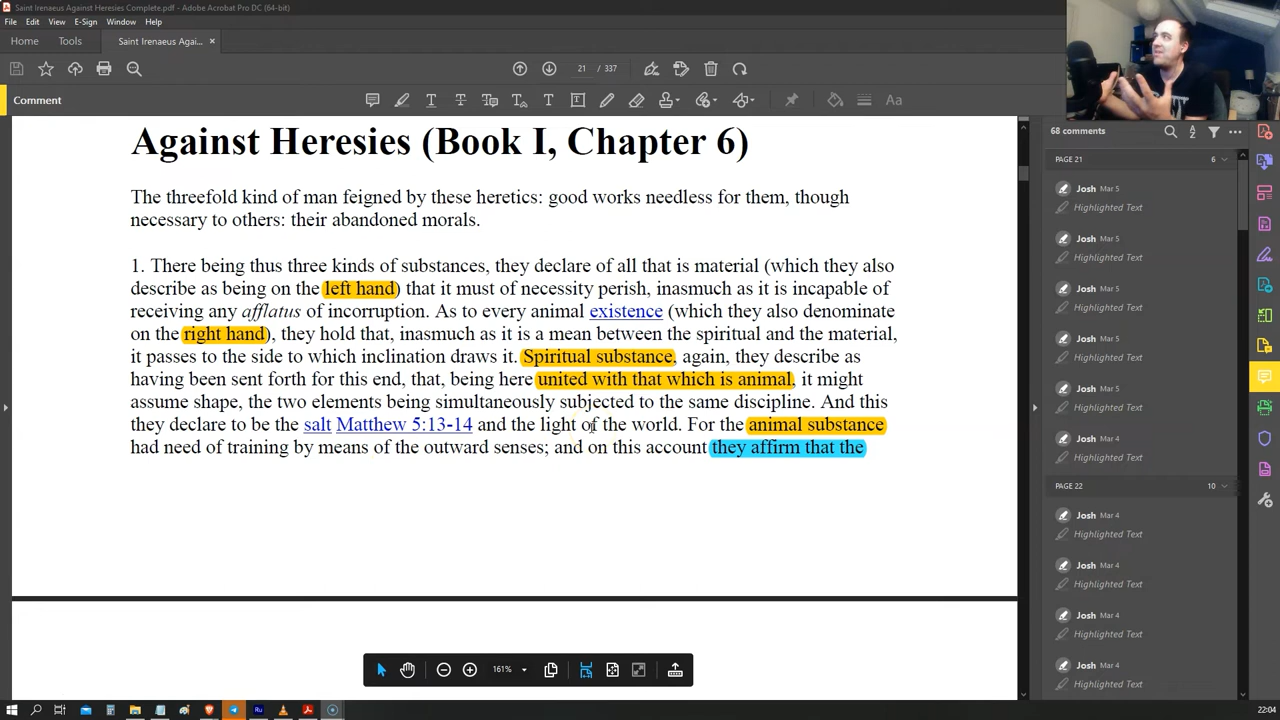 Saint Irenaeus Against Heresies Complete.pdf - Adobe Acrobat Pro DC (64-bit)
File Edit View E-Sign Window Help
Home Tools Saint Irenaeus Agai... ×
21 / 337
Comment
Aa
68 comments
Against Heresies (Book I, Chapter 6)
The threefold kind of man feigned by these heretics: good works needless for them, though
necessary to others: their abandoned morals.
1. There being thus three kinds of substances, they declare of all that is material (which they also
describe as being on the left hand) that it must of necessity perish, inasmuch as it is incapable of
receiving any afflatus of incorruption. As to every animal existence (which they also denominate
on the right hand), they hold that, inasmuch as it is a mean between the spiritual and the material,
it passes to the side to which inclination draws it. Spiritual substance, again, they describe as
having been sent forth for this end, that, being here united with that which is animal, it might
assume shape, the two elements being simultaneously subjected to the same discipline. And this
they declare to be the salt Matthew 5:13-14 and the light of the world. For the animal substance
had need of training by means of the outward senses; and on this account they affirm that the
161%
PAGE 21 6
Josh Mar 5
Highlighted Text
Josh Mar 5
Highlighted Text
Josh Mar 5
Highlighted Text
Josh Mar 5
Highlighted Text
Josh Mar 5
Highlighted Text
Josh Mar 4
Highlighted Text
PAGE 22 10
Josh Mar 4
Highlighted Text
Josh Mar 4
Highlighted Text
Josh Mar 4
Highlighted Text
Josh Mar 4
Highlighted Text
22:04